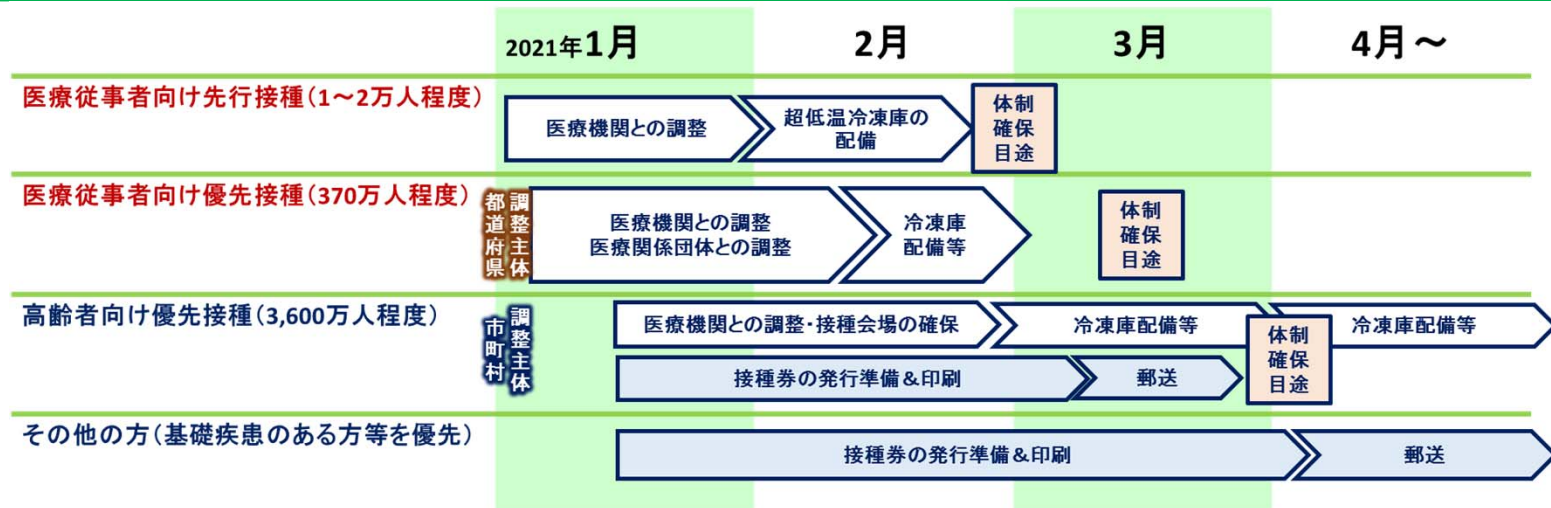 2021年1月
2月
3月
4月～
医療従事者向け先行接種（1～2万人程度）
医療機関との調整
超低温冷凍庫の
配備
体制
確保
目途
医療従事者向け優先接種（370万人程度）
調整主体
都道府県
医療機関との調整
医療関係団体との調整
冷凍庫
配備等
体制
確保
目途
高齢者向け優先接種（3,600万人程度）
調整主体
市町村
医療機関との調整・接種会場の確保
冷凍庫配備等
冷凍庫配備等
接種券の発行準備＆印刷
郵送
体制
確保
目途
その他の方（基礎疾患のある方等を優先）
接種券の発行準備＆印刷
郵送